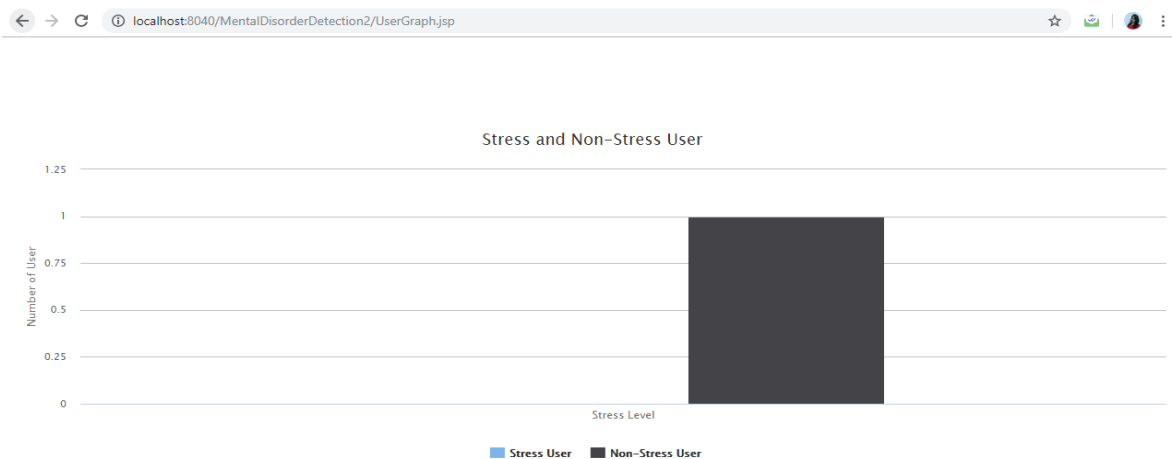 localhost:8040/MentalDisorderDetection2/UserGraph.jsp
Stress and Non-Stress User
1.25
1
0.75
0.5
0.25
0
Number of User
Stress Level
Stress User Non-Stress User